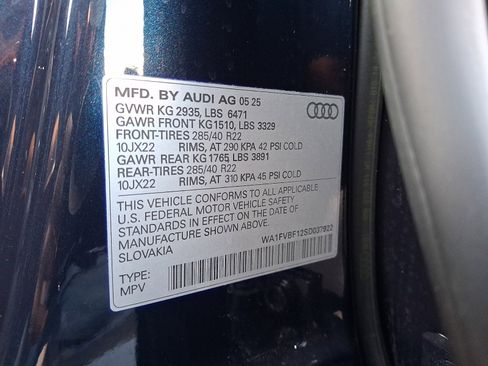 MFD. BY AUDI AG 05 25
GVWR KG 2935, LBS 6471
GAWR FRONT KG1510, LBS 3329
FRONT-TIRES 285/40 R22
10JX22 RIMS, AT 290 KPA 42 PSI COLD
GAWR REAR KG1765 LBS 3891
REAR-TIRES 285/40 R22
10JX22 RIMS, AT 310 KPA 45 PSI COLD
THIS VEHICLE CONFORMS TO ALL APPLICABLE
U.S. FEDERAL MOTOR VEHICLE SAFETY
STANDARDS IN EFFECT ON THE DATE OF
MANUFACTURE SHOWN ABOVE.
SLOVAKIA
WA1FVBF12SD037922
TYPE:
MPV